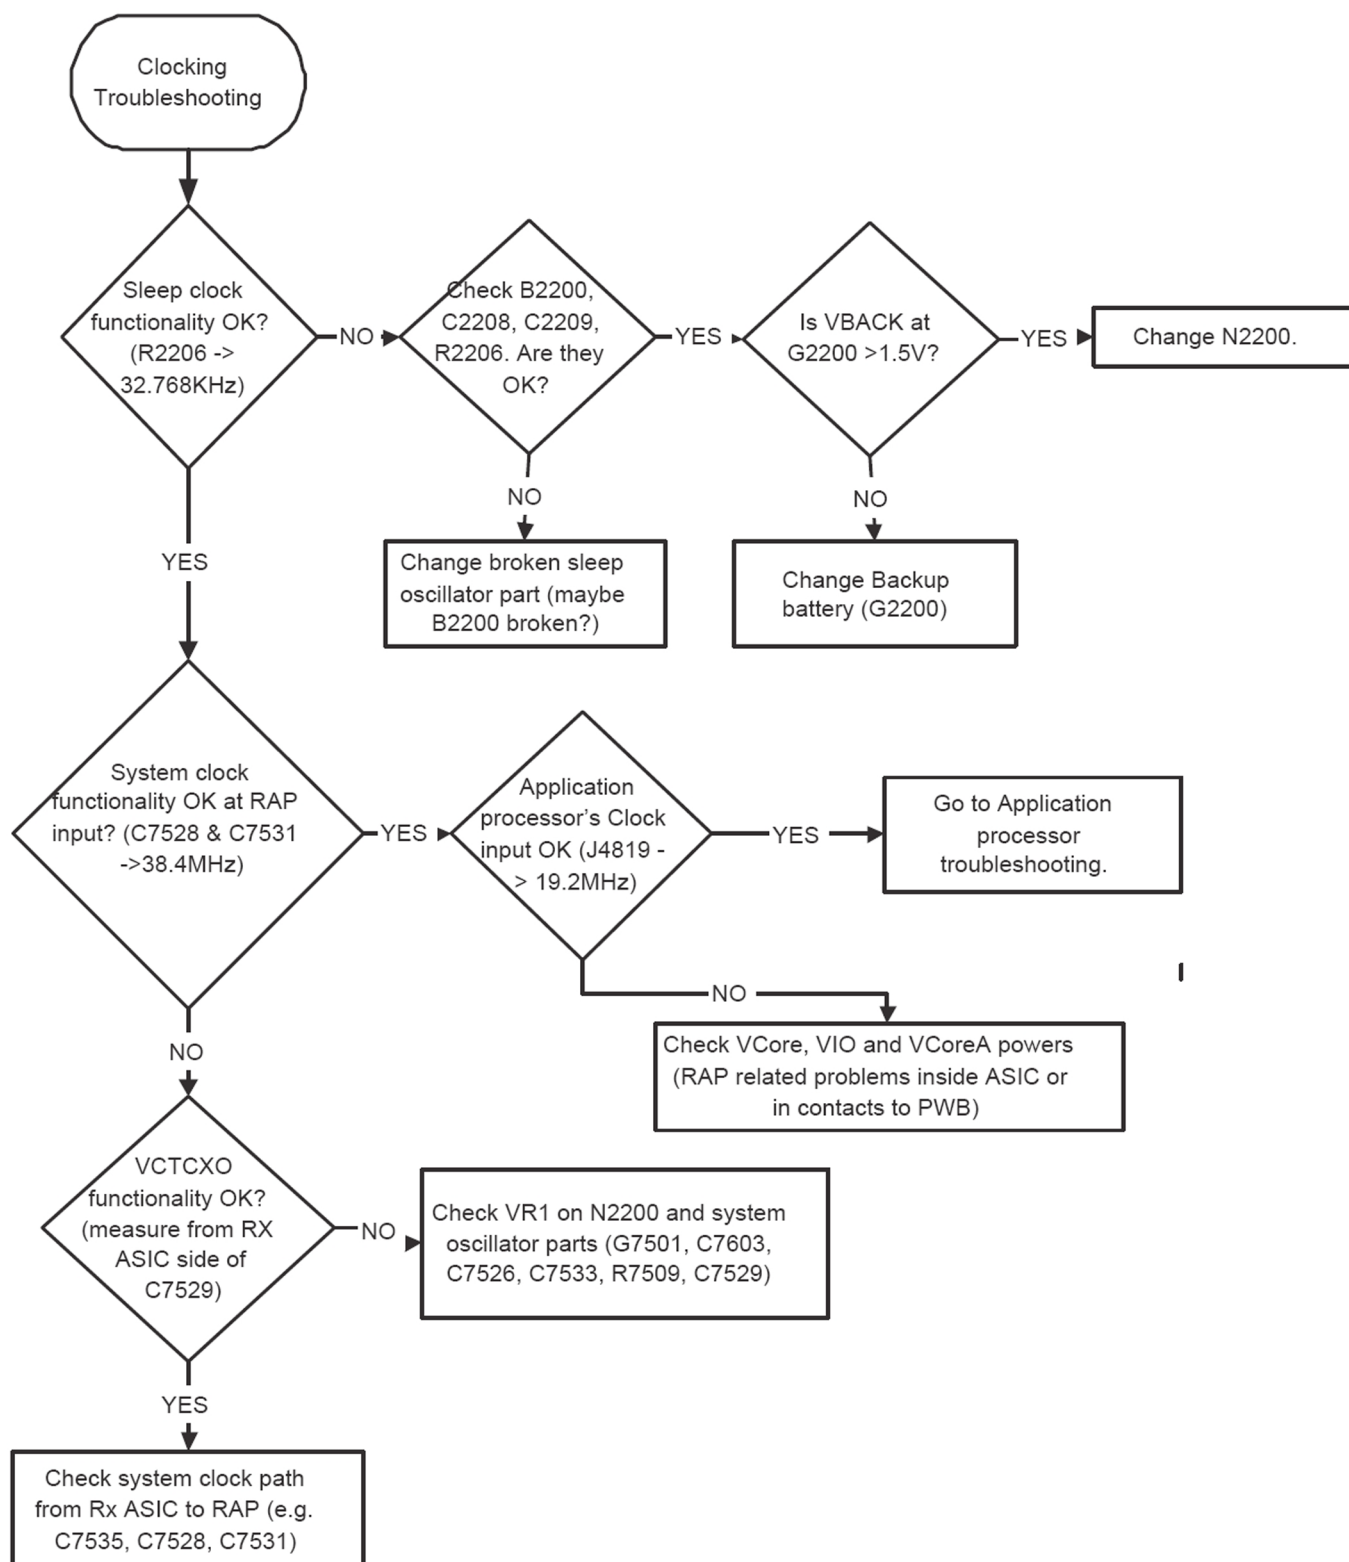 Clocking
Troubleshooting
Sleep clock
functionality OK?
(R2206 ->
32.768KHz)
NO
Check B2200,
C2208, C2209,
R2206. Are they
OK?
YES
Is VBACK at
G2200 >1.5V?
YES
Change N2200.
NO
NO
Change broken sleep
oscillator part (maybe
B2200 broken?)
Change Backup
battery (G2200)
YES
System clock
functionality OK at RAP
input? (C7528 & C7531
->38.4MHz)
YES
Application
processor's Clock
input OK (J4819 -
> 19.2MHz)
YES
Go to Application
processor
troubleshooting.
NO
Check VCore, VIO and VCoreA powers
(RAP related problems inside ASIC or
in contacts to PWB)
NO
VCTCXO
functionality OK?
(measure from RX
ASIC side of
C7529)
NO
Check VR1 on N2200 and system
oscillator parts (G7501, C7603,
C7526, C7533, R7509, C7529)
YES
Check system clock path
from Rx ASIC to RAP (e.g.
C7535, C7528, C7531)